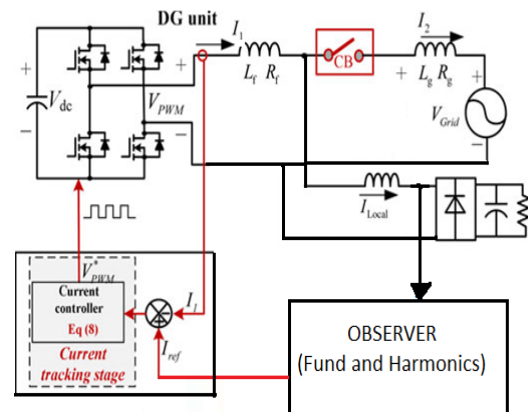 DG unit
I1
Lf Rf
CB
I2
+ Lg Rg +
+
Vdc
−
+
VPWM
−
VGrid
−
ILocal
V*PWM
Current
controller
Eq (8)
Current
tracking stage
I1
Iref
OBSERVER
(Fund and Harmonics)